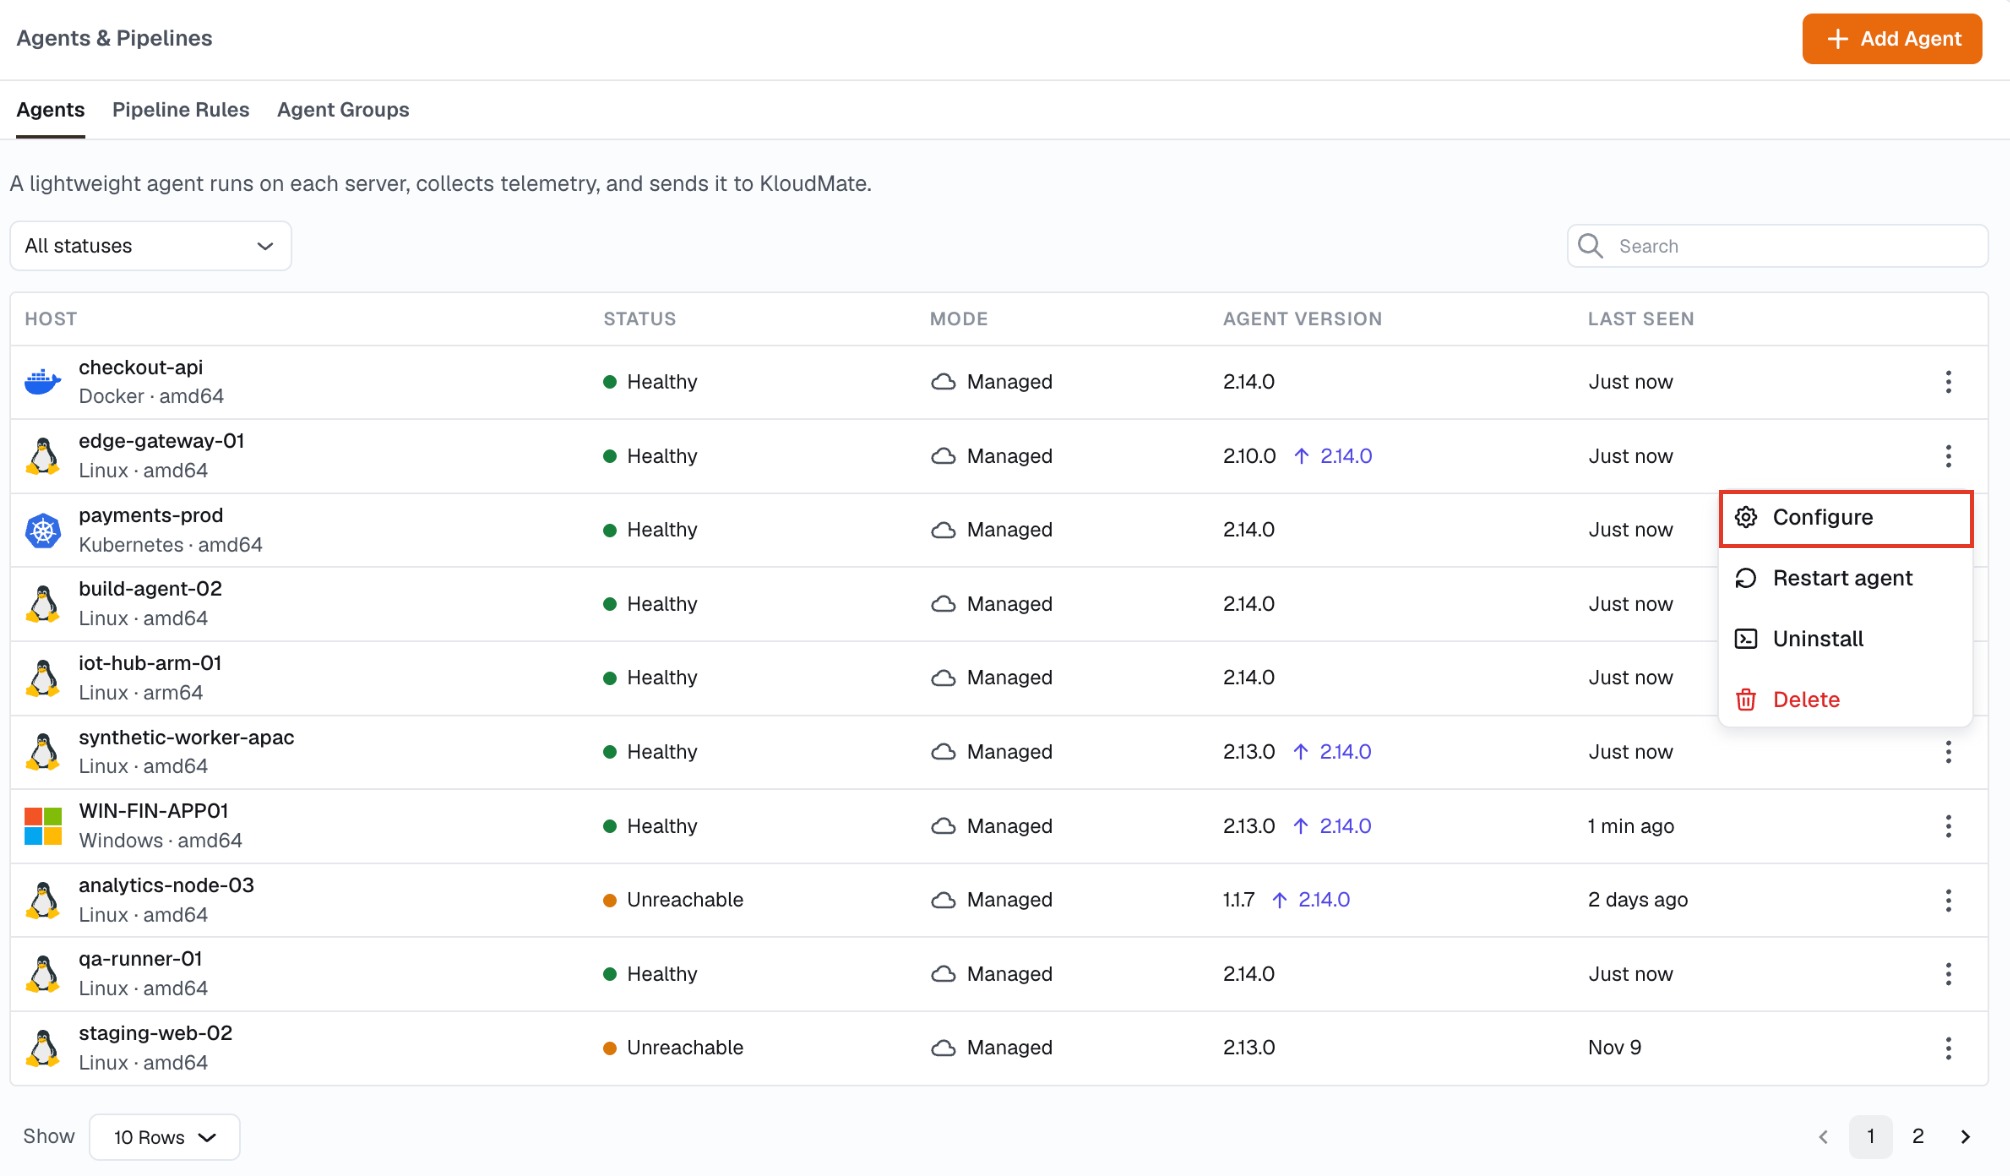 Agents & Pipelines
Add Agent
Agents Pipeline Rules Agent Groups
A lightweight agent runs on each server, collects telemetry, and sends it to KloudMate.
All statuses
Search
HOST STATUS MODE AGENT VERSION LAST SEEN
checkout-api
Docker · amd64
Healthy Managed 2.14.0 Just now
edge-gateway-01
Linux · amd64
Healthy Managed 2.10.0 ↑ 2.14.0 Just now
payments-prod
Kubernetes · amd64
Healthy Managed 2.14.0 Just now
build-agent-02
Linux · amd64
Healthy Managed 2.14.0 Just now
iot-hub-arm-01
Linux · arm64
Healthy Managed 2.14.0 Just now
Configure
Restart agent
Uninstall
Delete
synthetic-worker-apac
Linux · amd64
Healthy Managed 2.13.0 ↑ 2.14.0 Just now
WIN-FIN-APP01
Windows · amd64
Healthy Managed 2.13.0 ↑ 2.14.0 1 min ago
analytics-node-03
Linux · amd64
Unreachable Managed 1.1.7 ↑ 2.14.0 2 days ago
qa-runner-01
Linux · amd64
Healthy Managed 2.14.0 Just now
staging-web-02
Linux · amd64
Unreachable Managed 2.13.0 Nov 9
Show 10 Rows
1 2